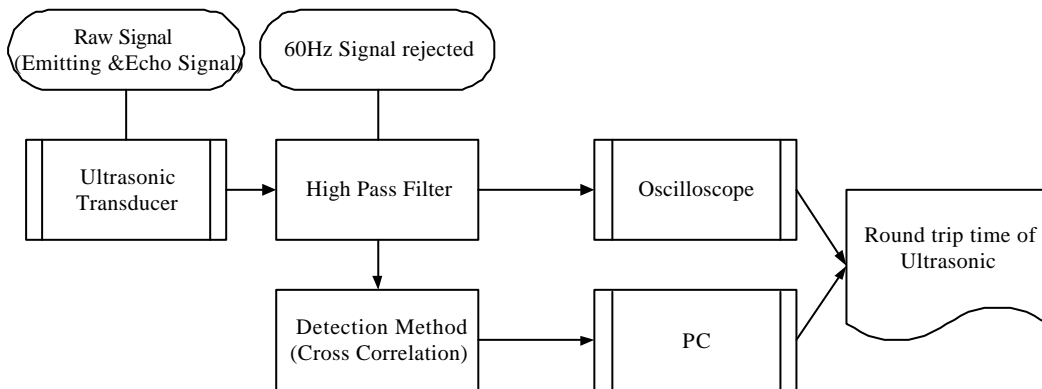 Raw Signal
(Emitting &Echo Signal)
60Hz Signal rejected
Ultrasonic
Transducer
High Pass Filter
Oscilloscope
Round trip time of
Ultrasonic
Detection Method
(Cross Correlation)
PC